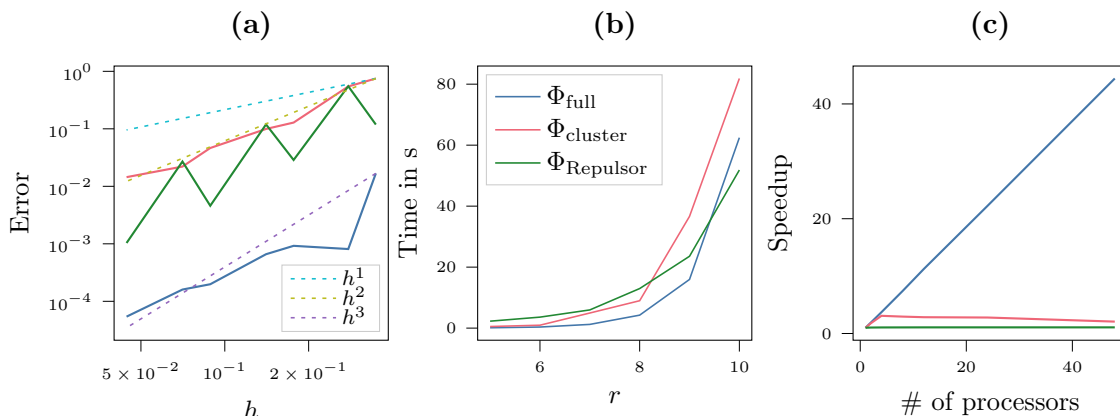 (a)
Error
10^0
10^−1
10^−2
10^−3
10^−4
5 × 10^−2
10^−1
2 × 10^−1
h
h^1
h^2
h^3
(b)
Time in s
80
60
40
20
0
6
8
10
r
Φ_full
Φ_cluster
Φ_Repulsor
(c)
Speedup
40
20
0
0
20
40
# of processors